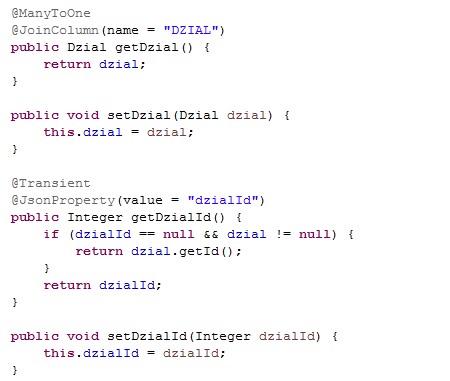 @ManyToOne
@JoinColumn(name = "DZIAL")
public Dzial getDzial() {
    return dzial;
}

public void setDzial(Dzial dzial) {
    this.dzial = dzial;
}

@Transient
@JsonProperty(value = "dzialId")
public Integer getDzialId() {
    if (dzialId == null && dzial != null) {
        return dzial.getId();
    }
    return dzialId;
}

public void setDzialId(Integer dzialId) {
    this.dzialId = dzialId;
}